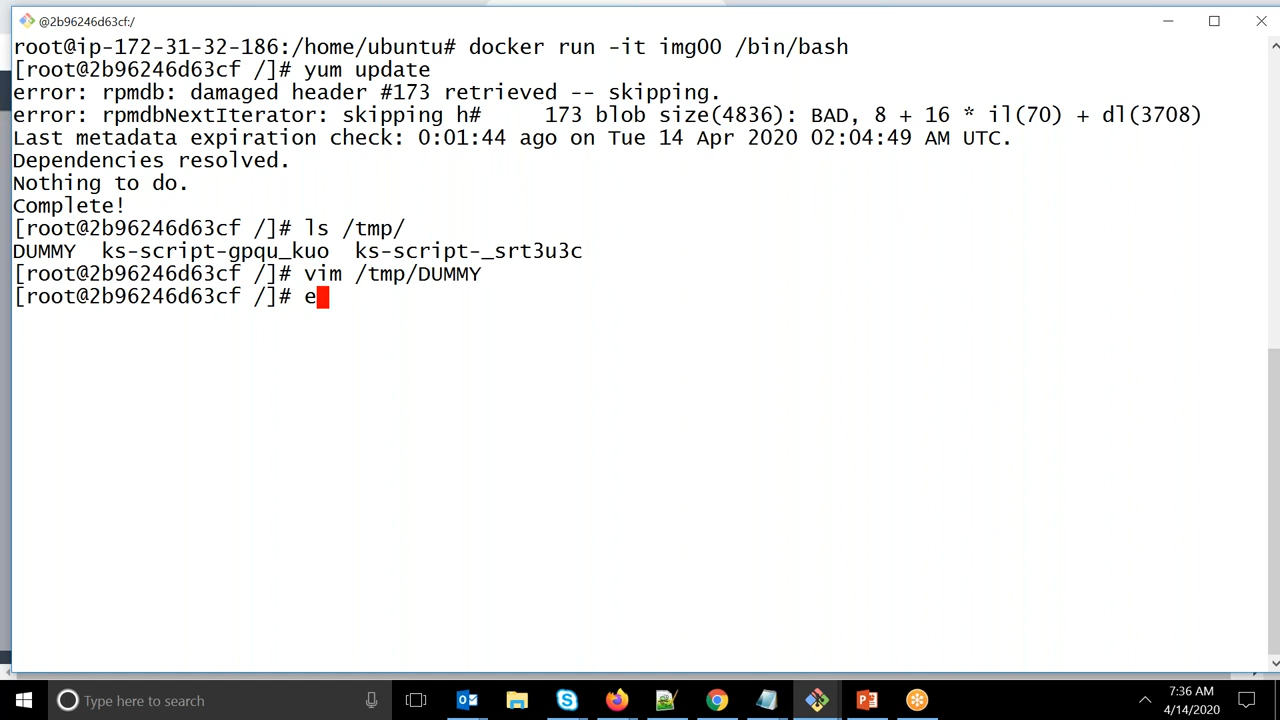 @2b96246d63cf:/
root@ip-172-31-32-186:/home/ubuntu# docker run -it img00 /bin/bash
[root@2b96246d63cf /]# yum update
error: rpmdb: damaged header #173 retrieved -- skipping.
error: rpmdbNextIterator: skipping h#     173 blob size(4836): BAD, 8 + 16 * il(70) + dl(3708)
Last metadata expiration check: 0:01:44 ago on Tue 14 Apr 2020 02:04:49 AM UTC.
Dependencies resolved.
Nothing to do.
Complete!
[root@2b96246d63cf /]# ls /tmp/
DUMMY  ks-script-gpqu_kuo  ks-script-_srt3u3c
[root@2b96246d63cf /]# vim /tmp/DUMMY
[root@2b96246d63cf /]# e
Type here to search
7:36 AM
4/14/2020